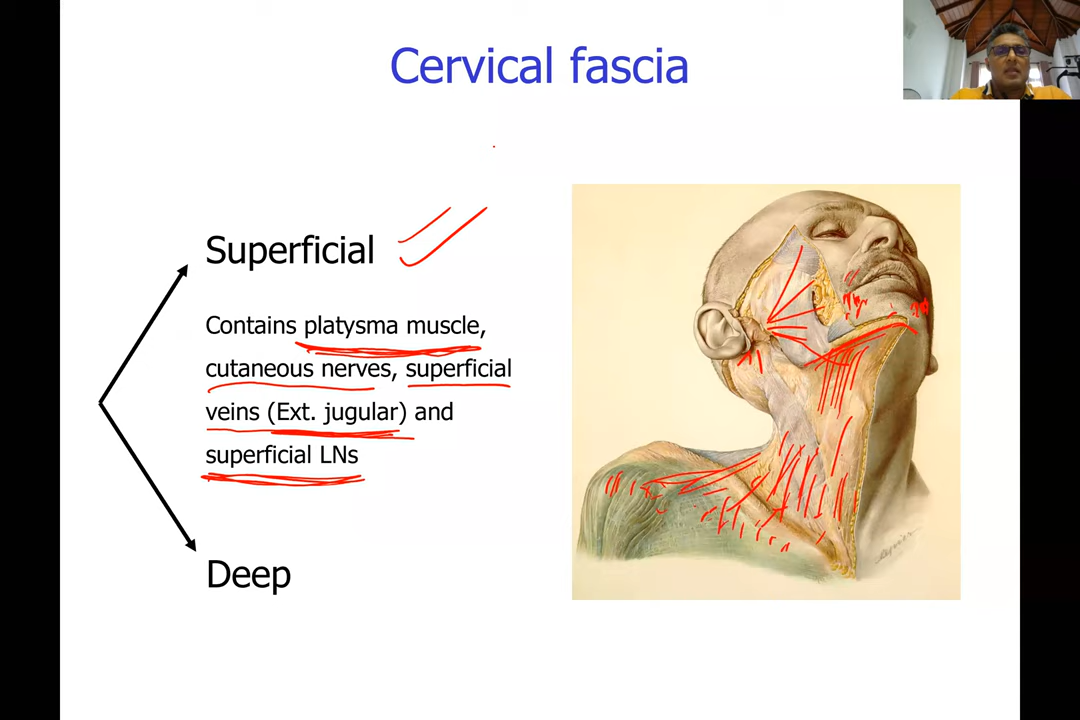 Cervical fascia
Superficial
Contains platysma muscle,
cutaneous nerves, superficial
veins (Ext. jugular) and
superficial LNs
Deep